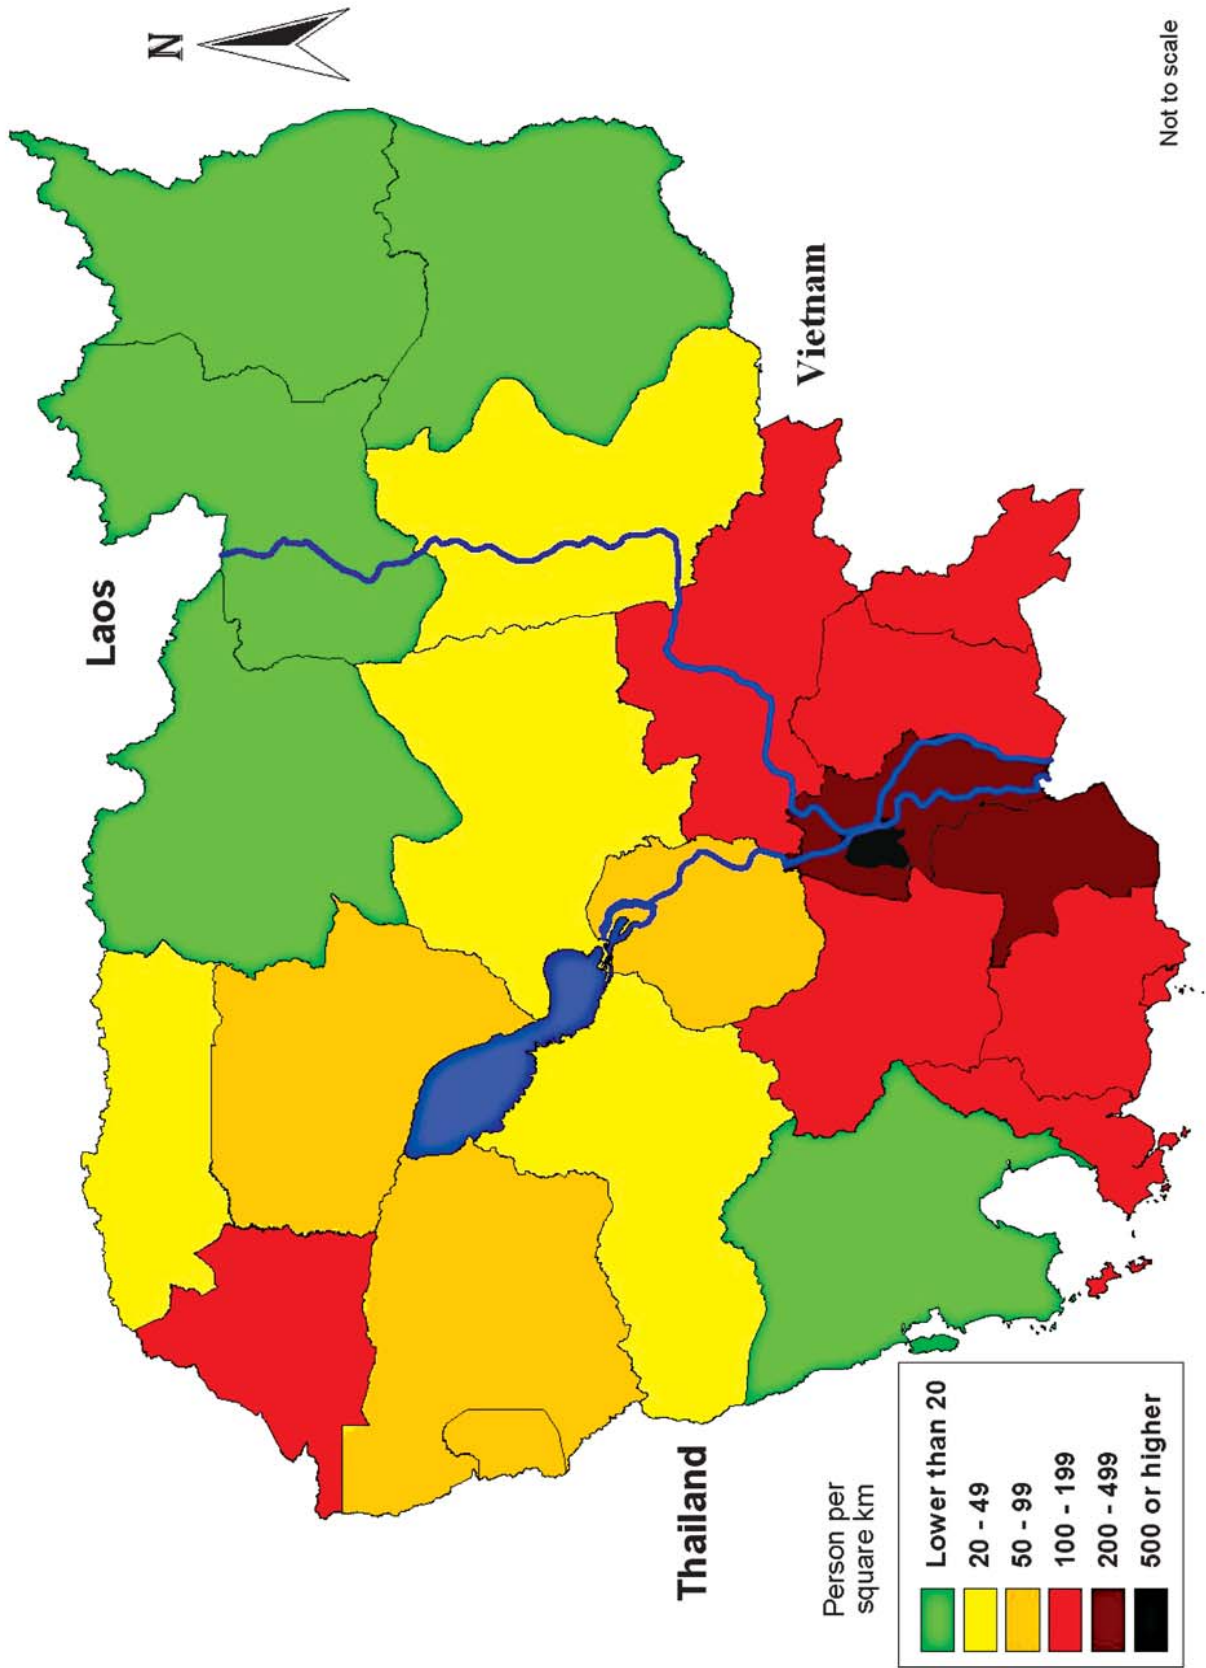 N
Laos
Vietnam
Thailand
Person per
square km
Lower than 20
20 - 49
50 - 99
100 - 199
200 - 499
500 or higher
Not to scale